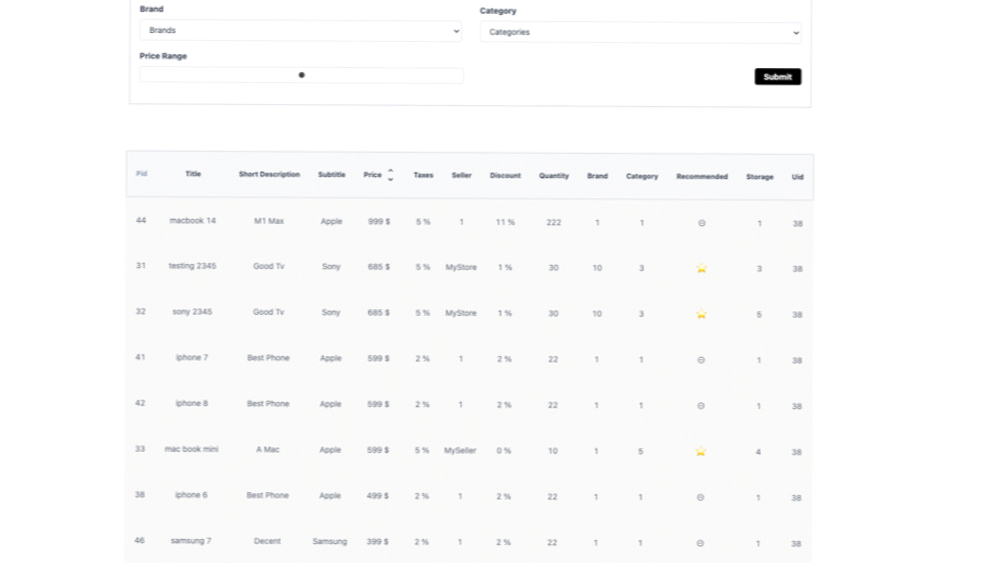 Brand
Category
Brands
Categories
Price Range
Submit
Pid Title Short Description Subtitle Price Taxes Seller Discount Quantity Brand Category Recommended Storage Uid
44 macbook 14 M1 Max Apple 999 $ 5 % 1 11 % 222 1 1 1 38
31 testing 2345 Good Tv Sony 685 $ 5 % MyStore 1 % 30 10 3 3 38
32 sony 2345 Good Tv Sony 685 $ 5 % MyStore 1 % 30 10 3 5 38
41 iphone 7 Best Phone Apple 599 $ 2 % 1 2 % 22 1 1 1 38
42 iphone 8 Best Phone Apple 599 $ 2 % 1 2 % 22 1 1 1 38
33 mac book mini A Mac Apple 599 $ 5 % MySeller 0 % 10 1 5 4 38
38 iphone 6 Best Phone Apple 499 $ 2 % 1 2 % 22 1 1 1 38
46 samsung 7 Decent Samsung 399 $ 2 % 1 2 % 22 1 1 1 38